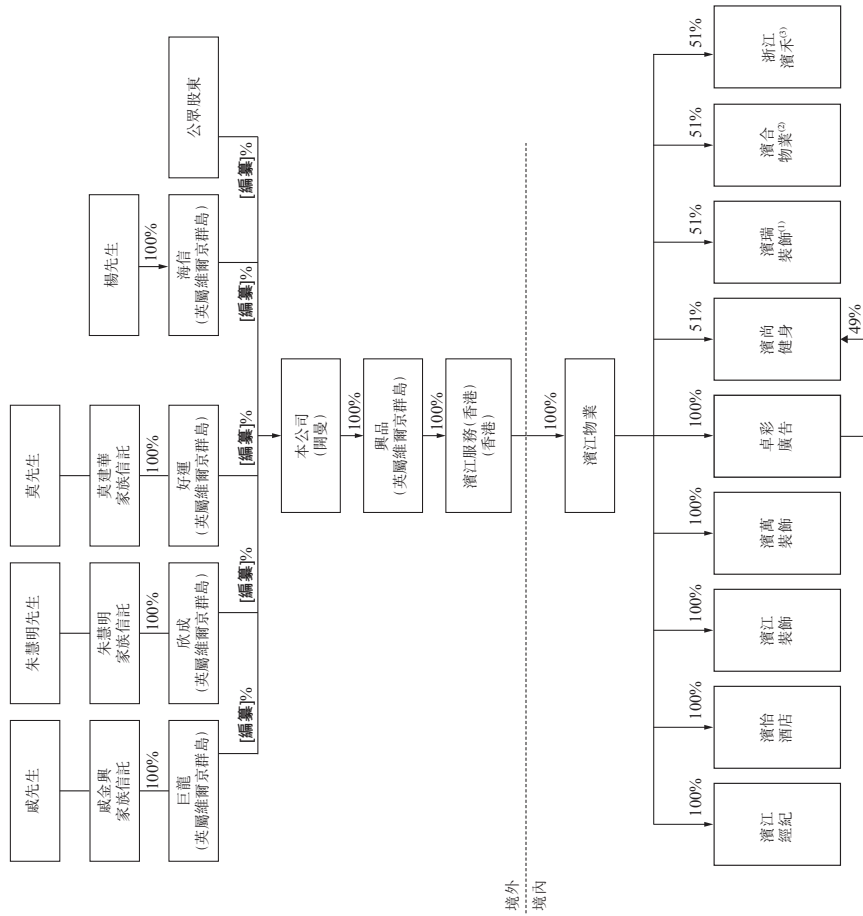 戚先生
朱慧明先生
莫先生
楊先生
戚金興
家族信託
朱慧明
家族信託
莫建華
家族信託
100%
100%
100%
100%
巨龍
(英屬維爾京群島)
欣成
(英屬維爾京群島)
好運
(英屬維爾京群島)
海信
(英屬維爾京群島)
公眾股東
[編纂]%
[編纂]%
[編纂]%
[編纂]%
[編纂]%
本公司
(開曼)
100%
興品
(英屬維爾京群島)
100%
濱江服務(香港)
(香港)
境外
境內
100%
濱江物業
100%
100%
100%
100%
100%
51%
51%
51%
51%
濱江
經紀
濱怡
酒店
濱江
裝飾
濱萬
裝飾
卓彩
廣告
濱尚
健身
濱瑞
裝飾(1)
濱合
物業(2)
浙江
濱禾(3)
49%